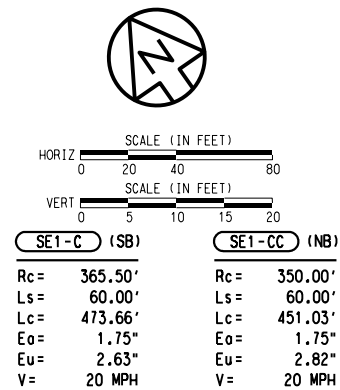 N
SCALE (IN FEET)
HORIZ
0 20 40 80
SCALE (IN FEET)
VERT
0 5 10 15 20
SE1-C (SB)
Rc= 365.50'
Ls= 60.00'
Lc= 473.66'
Ea= 1.75"
Eu= 2.63"
V= 20 MPH
SE1-CC (NB)
Rc= 350.00'
Ls= 60.00'
Lc= 451.03'
Ea= 1.75"
Eu= 2.82"
V= 20 MPH